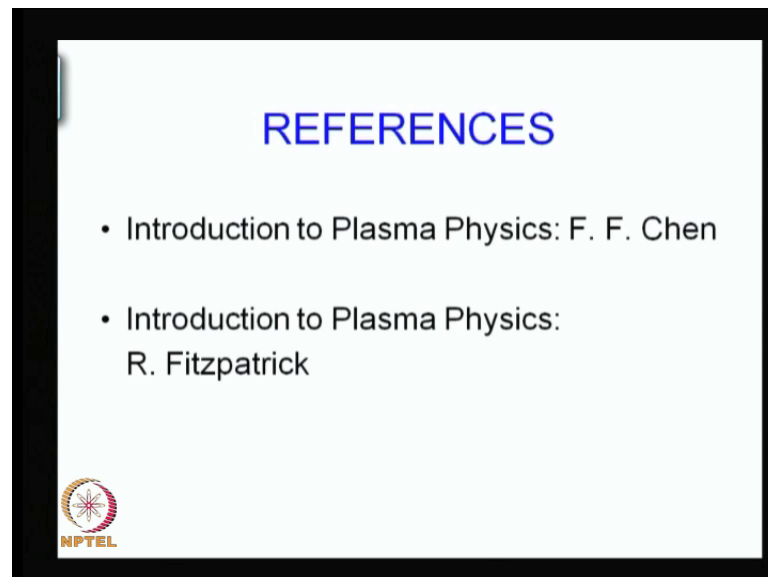 REFERENCES
• Introduction to Plasma Physics: F. F. Chen
• Introduction to Plasma Physics:
R. Fitzpatrick
NPTEL